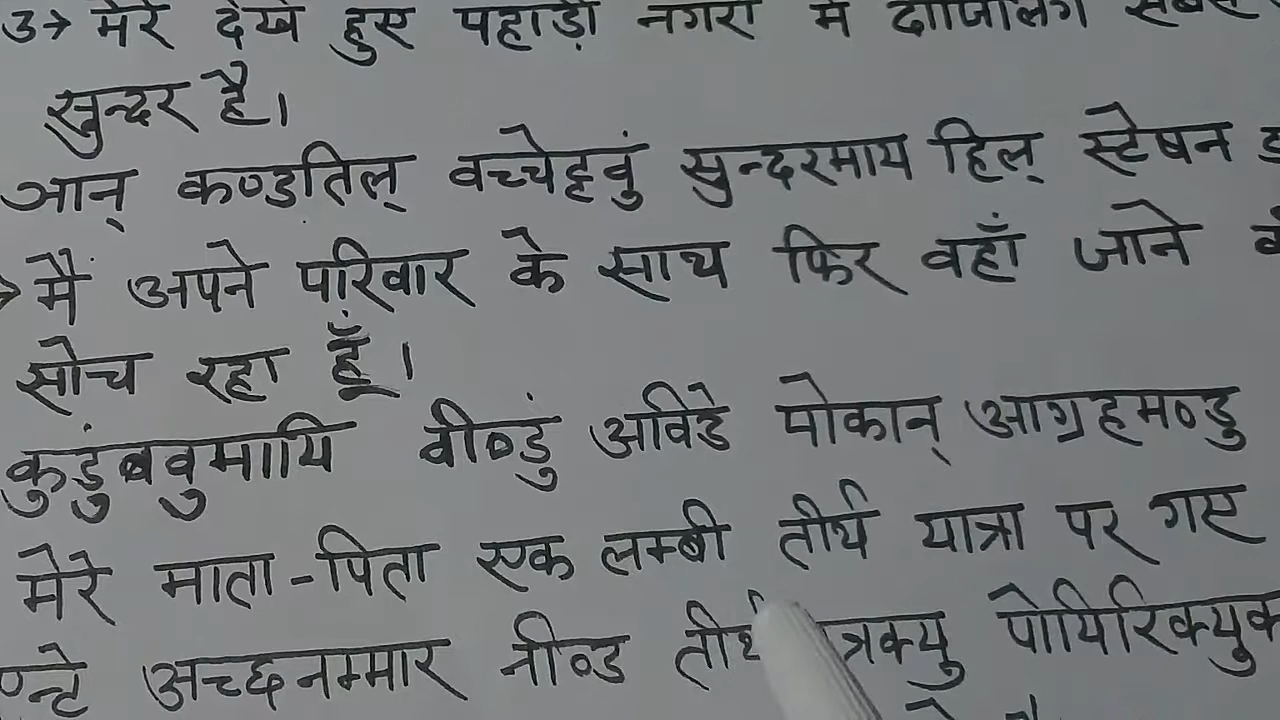 3→ मेरे देखे हुए पहाड़ी नगरों में दार्जिलिंग सबसे
सुन्दर है।
ञान् कण्डतिल् वच्चेट्टवुं सुन्दरमाय हिल् स्टेषन
→ मैं अपने परिवार के साथ फिर वहाँ जाने
सोच रहा हूँ।
कुडुंबवुमायि वीण्डुं अविडे पोकान् आग्रहमण्डु
मेरे माता-पिता एक लम्बी तीर्थ यात्रा पर गए
अच्छनम्मार नीण्ड पोयिरिक्युक